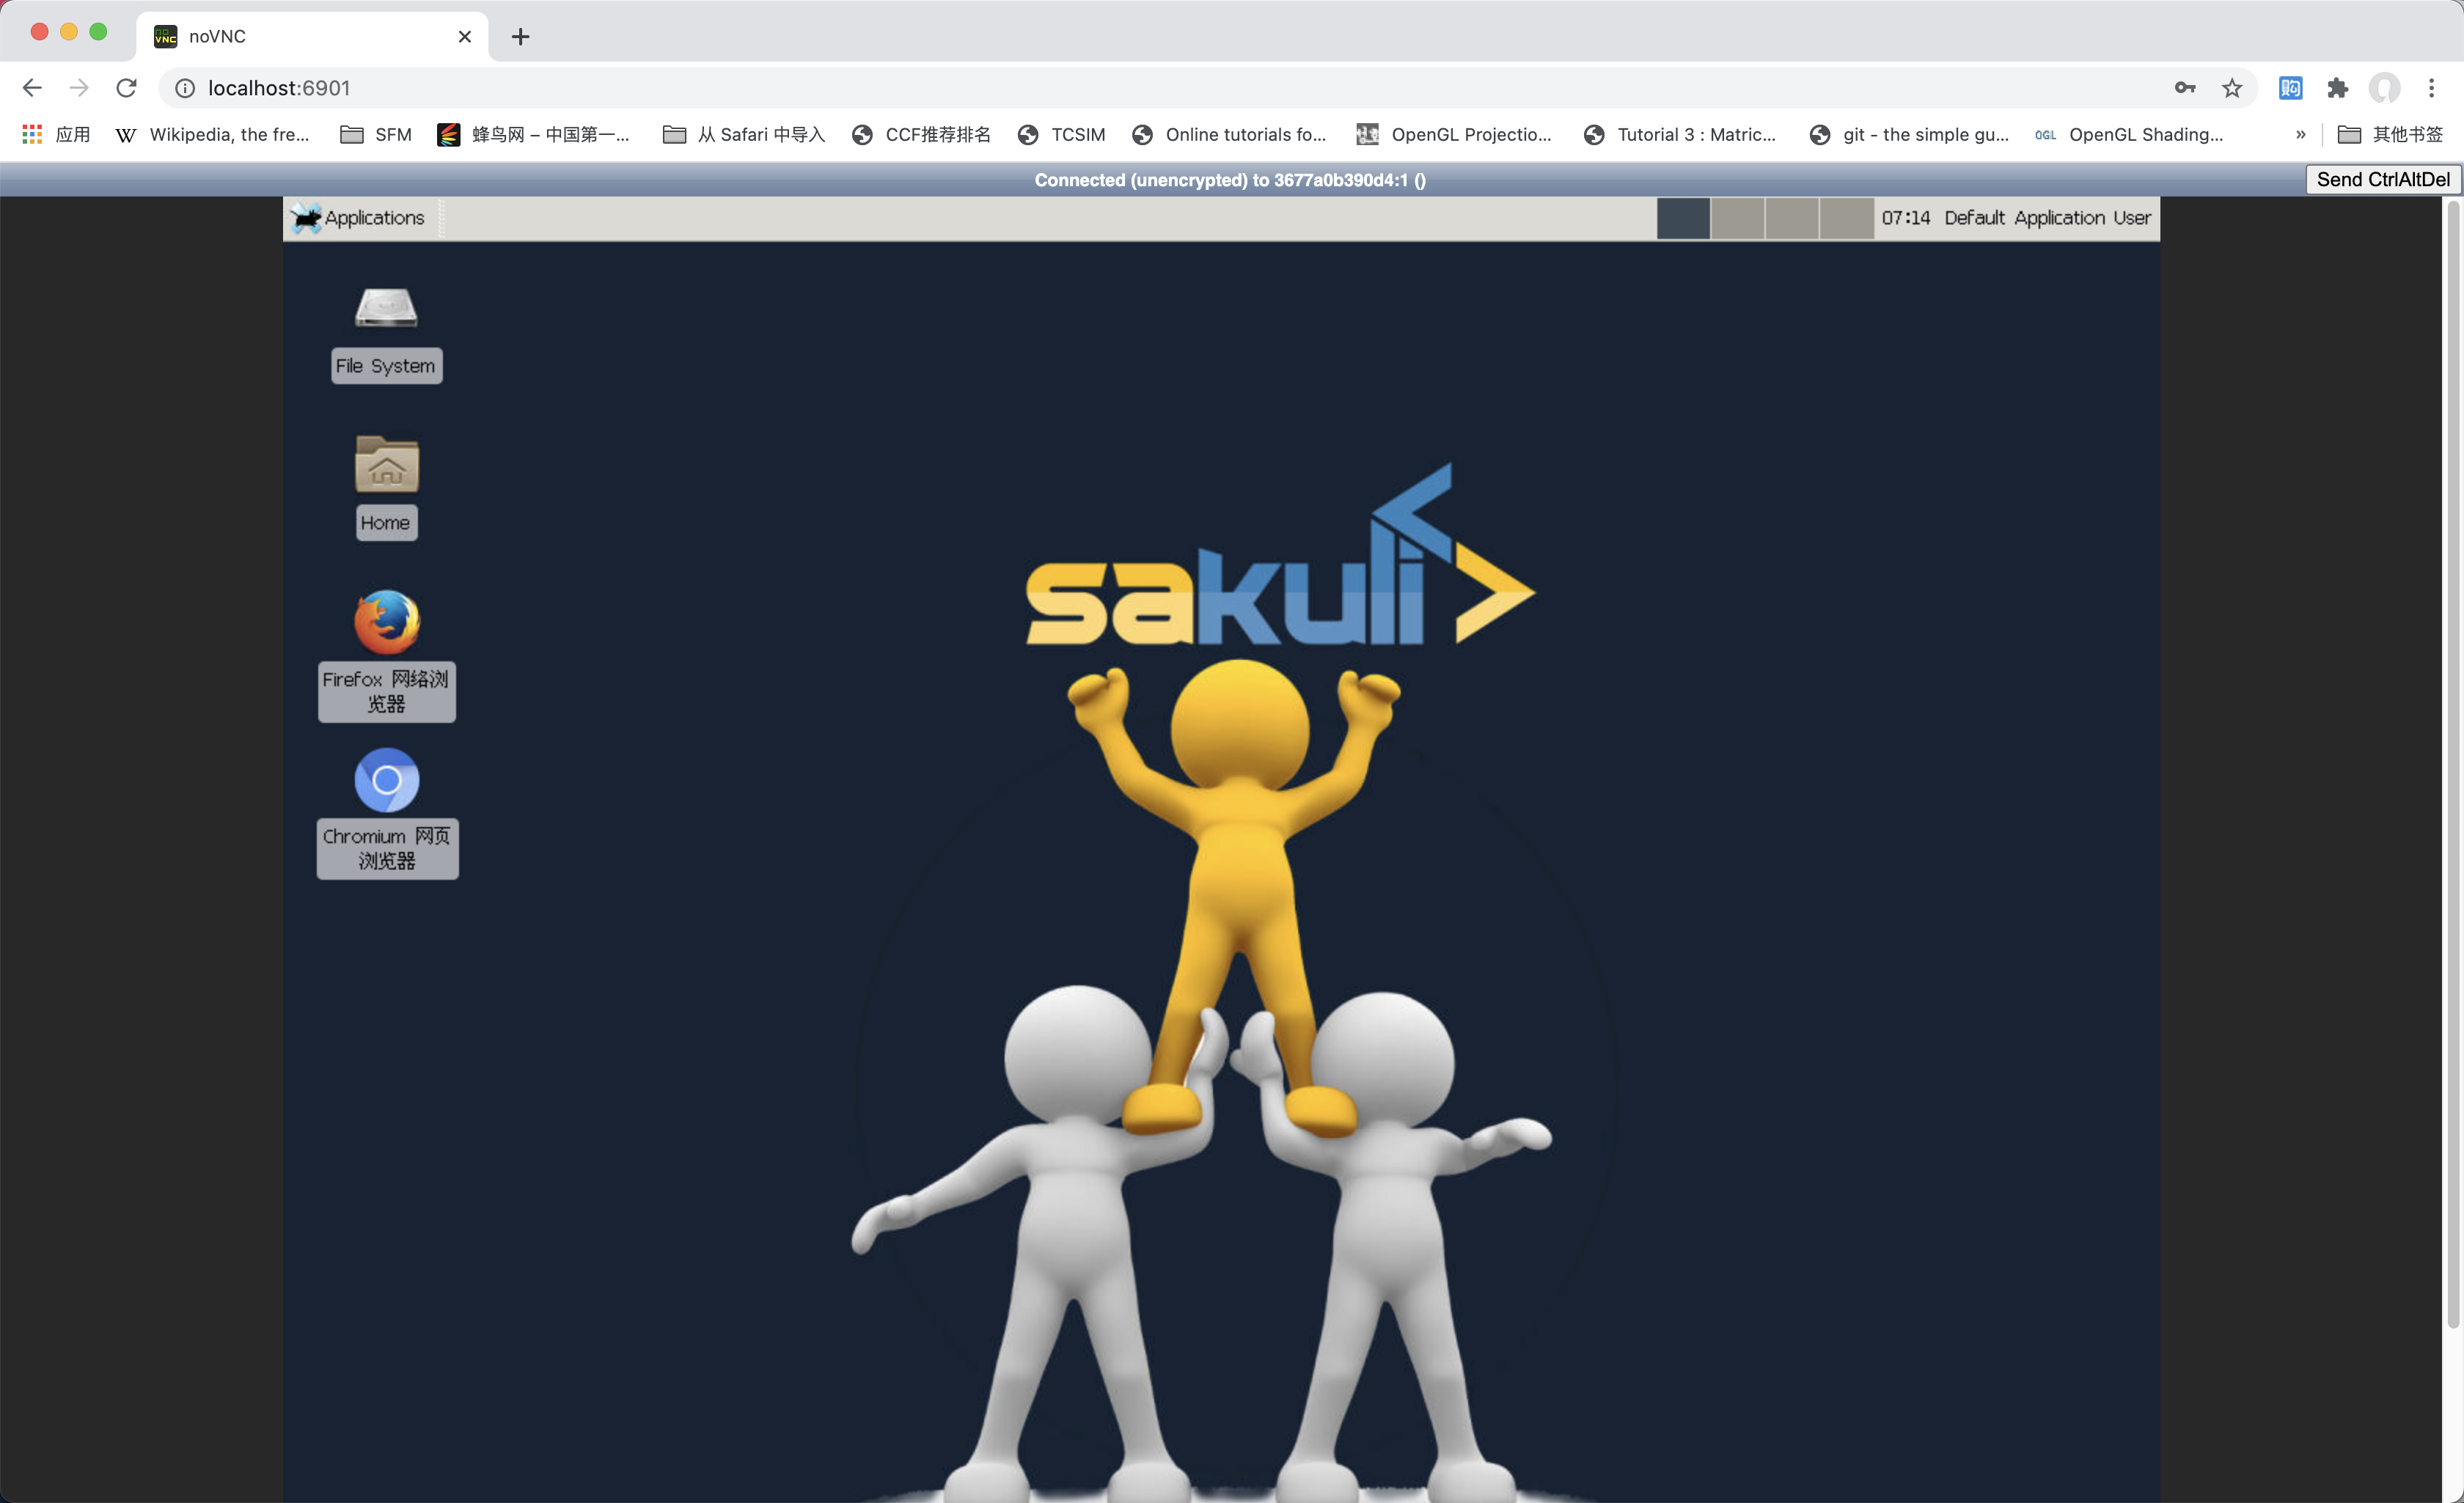 noVNC
localhost:6901
应用 Wikipedia, the fre... SFM 蜂鸟网 – 中国第一... 从 Safari 中导入 CCF推荐排名 TCSIM Online tutorials fo... OpenGL Projectio... Tutorial 3 : Matric... git - the simple gu... OGL OpenGL Shading... » 其他书签
Connected (unencrypted) to 3677a0b390d4:1 () Send CtrlAltDel
Applications 07:14 Default Application User
File System
Home
Firefox 网络浏
览器
Chromium 网页
浏览器
sakuli